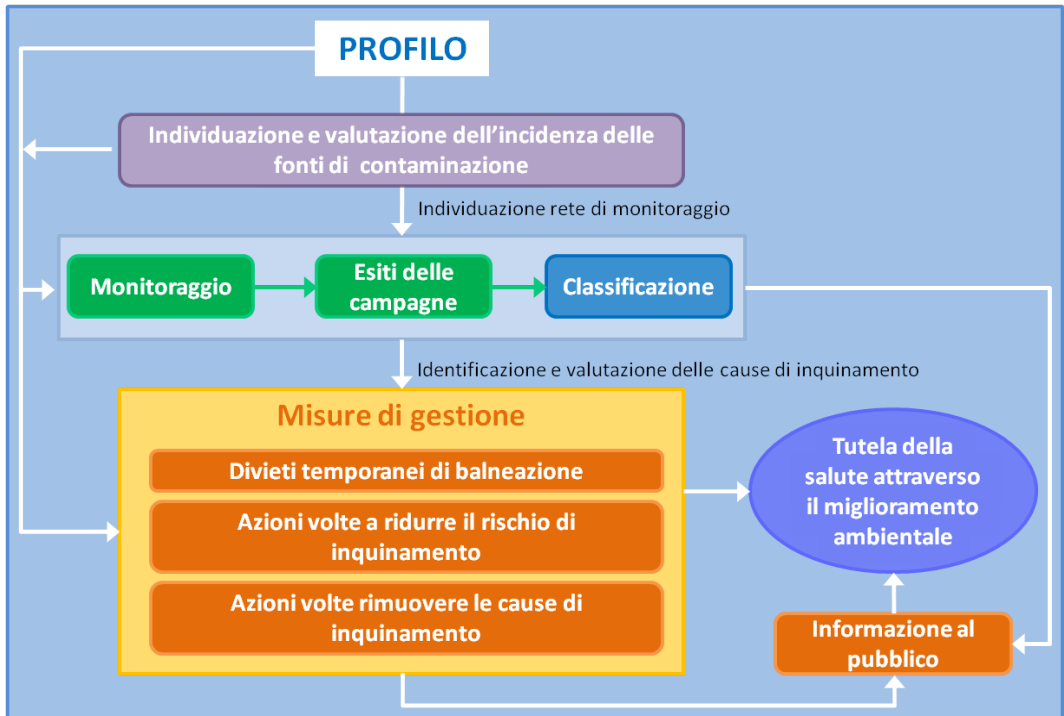 PROFILO
Individuazione e valutazione dell’incidenza delle
fonti di contaminazione
Individuazione rete di monitoraggio
Monitoraggio
Esiti delle
campagne
Classificazione
Identificazione e valutazione delle cause di inquinamento
Misure di gestione
Divieti temporanei di balneazione
Azioni volte a ridurre il rischio di
inquinamento
Azioni volte rimuovere le cause di
inquinamento
Tutela della
salute attraverso
il miglioramento
ambientale
Informazione al
pubblico